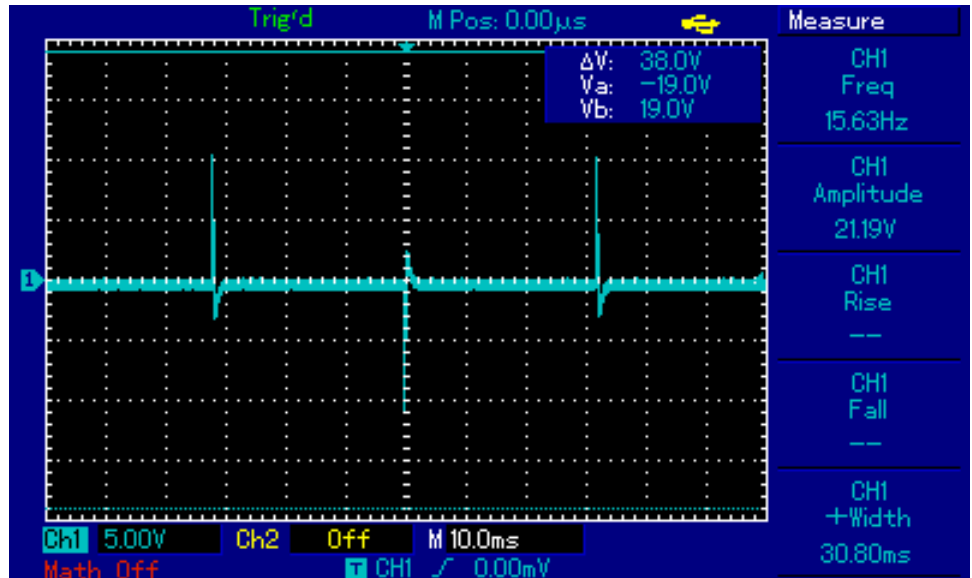 Trig'd M Pos: 0.00µs Measure
ΔV: 38.0V
Va: -19.0V
Vb: 19.0V
CH1
Freq
15.63Hz
CH1
Amplitude
21.19V
CH1
Rise
--
CH1
Fall
--
CH1
+Width
30.80ms
1
Ch1 5.00V Ch2 Off M 10.0ms
Math Off T CH1 / 0.00mV